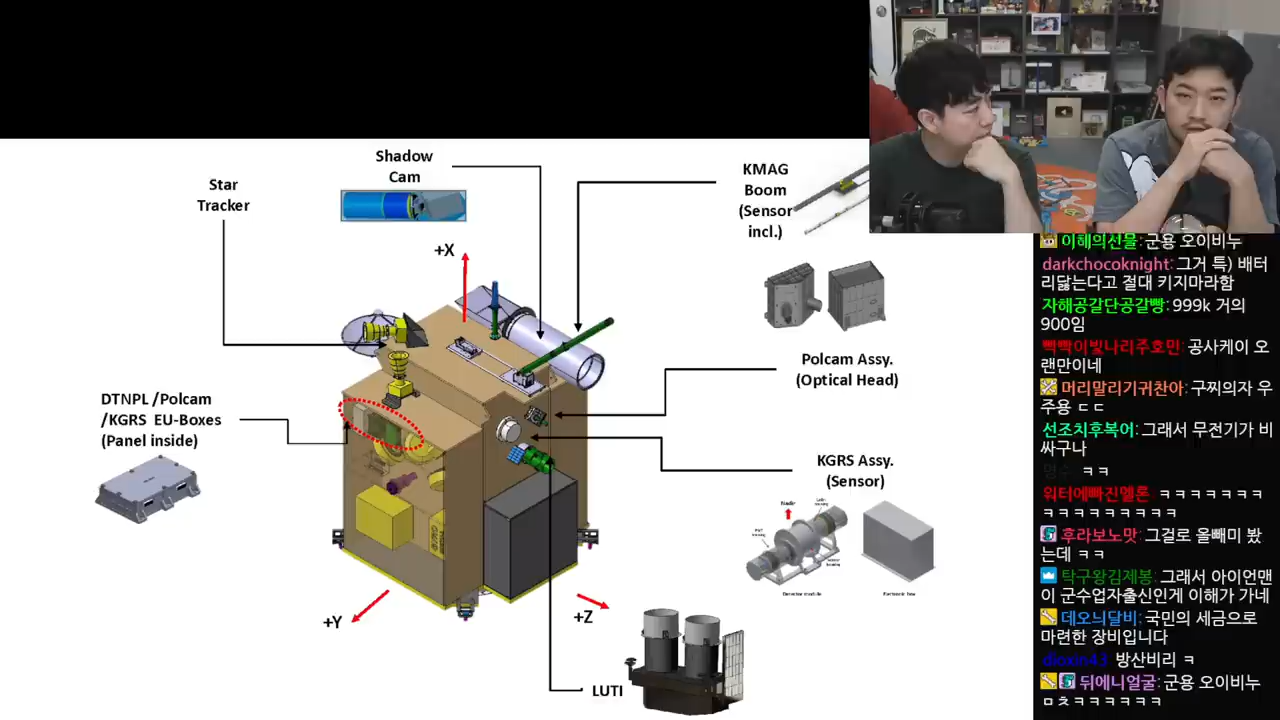 Shadow
Cam
Star
Tracker
KMAG
Boom
(Sensor
incl.)
+X
Polcam Assy.
(Optical Head)
DTNPL /Polcam
/KGRS EU-Boxes
(Panel inside)
KGRS Assy.
(Sensor)
Nadir
+Y
+Z
LUTI
Electronic box
이해의선물: 군용 오이비누
darkchocoknight: 그거 특) 배터
리닳는다고 절대 키지마라함
자해공갈단공갈빵: 999k 거의
900임
빡빡이빛나리주호민: 공사케이 오
랜만이네
머리말리기귀찬아: 구찌의자 우
주용 ㄷㄷ
선조치후복어: 그래서 무전기가 비
싸구나
ㅋㅋ
워터에빠진멜론: ㅋㅋㅋㅋㅋㅋㅋ
ㅋㅋㅋㅋㅋㅋㅋㅋㅋ
후라보노맛: 그걸로 올빼미 봤
는데 ㅋㅋ
탁구왕김제봉: 그래서 아이언맨
이 군수업자출신인게 이해가 가네
데오늬달비: 국민의 세금으로
마련한 장비입니다
dioxin43: 방산비리 ㅋ
뒤에니얼굴: 군용 오이비누
ㅁㅊㅋㅋㅋㅋㅋㅋ